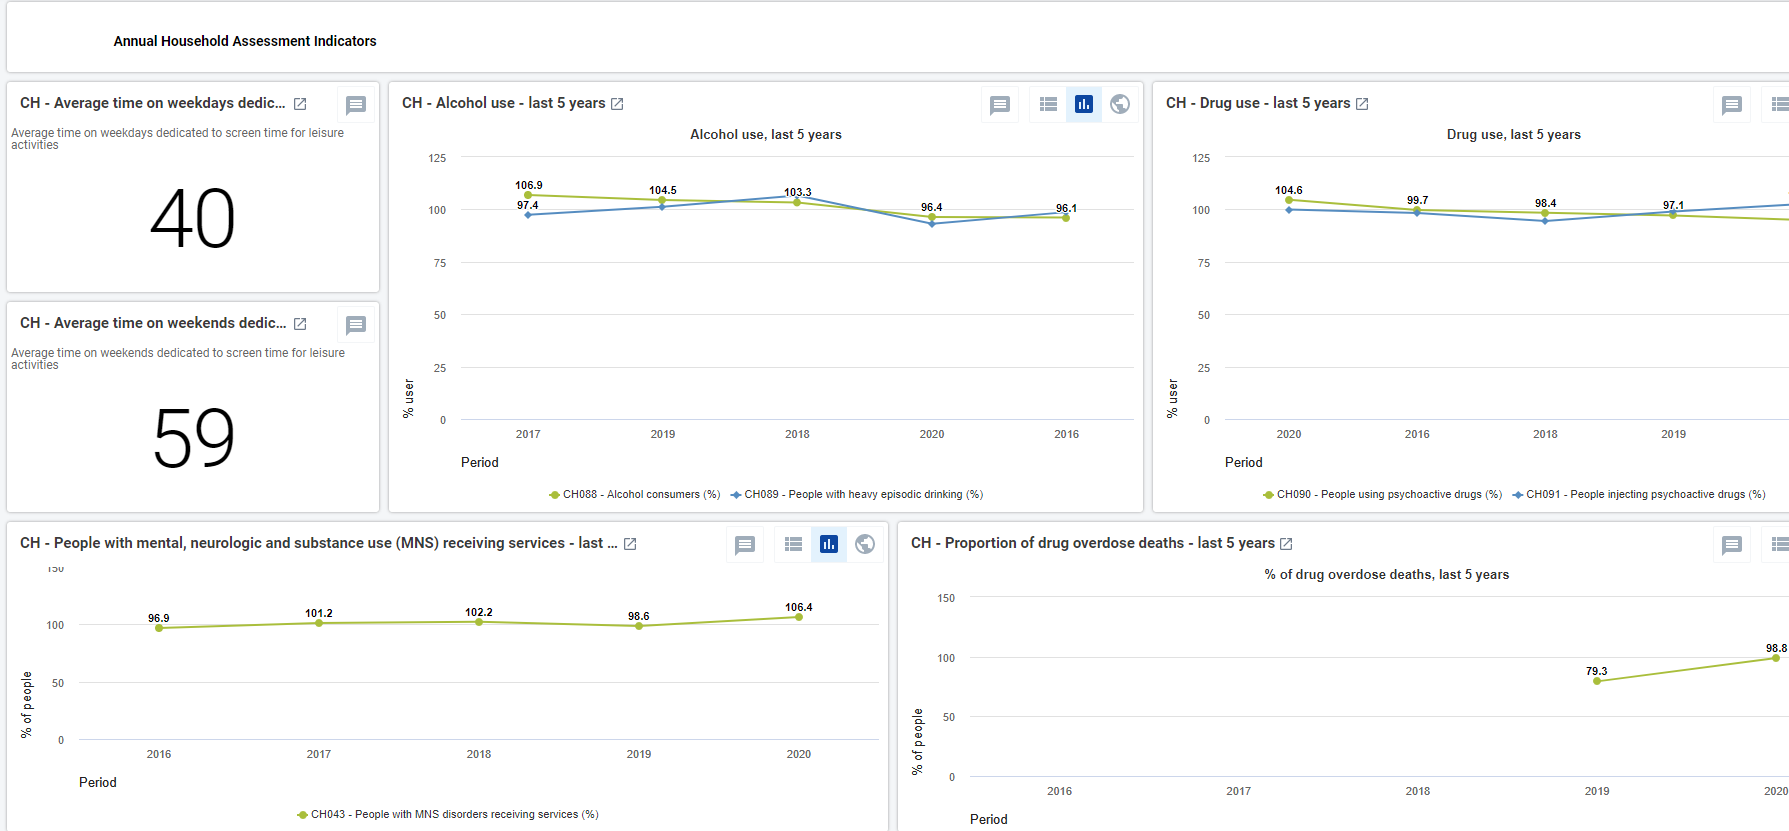 Annual Household Assessment Indicators
CH - Average time on weekdays dedic...
Average time on weekdays dedicated to screen time for leisure
activities
40
CH - Average time on weekends dedic...
Average time on weekends dedicated to screen time for leisure
activities
59
CH - Alcohol use - last 5 years
Alcohol use, last 5 years
125
100
75
50
25
0
% user
106.9
104.5
103.3
96.4
96.1
97.4
2017
2019
2018
2020
2016
Period
CH088 - Alcohol consumers (%)
CH089 - People with heavy episodic drinking (%)
CH - Drug use - last 5 years
Drug use, last 5 years
125
100
75
50
25
0
% user
104.6
99.7
98.4
97.1
2020
2016
2018
2019
Period
CH090 - People using psychoactive drugs (%)
CH091 - People injecting psychoactive drugs (%)
CH - People with mental, neurologic and substance use (MNS) receiving services - last ...
150
100
50
0
% of people
96.9
101.2
102.2
98.6
106.4
2016
2017
2018
2019
2020
Period
CH043 - People with MNS disorders receiving services (%)
CH - Proportion of drug overdose deaths - last 5 years
% of drug overdose deaths, last 5 years
150
100
50
0
% of people
79.3
98.8
2016
2017
2018
2019
2020
Period